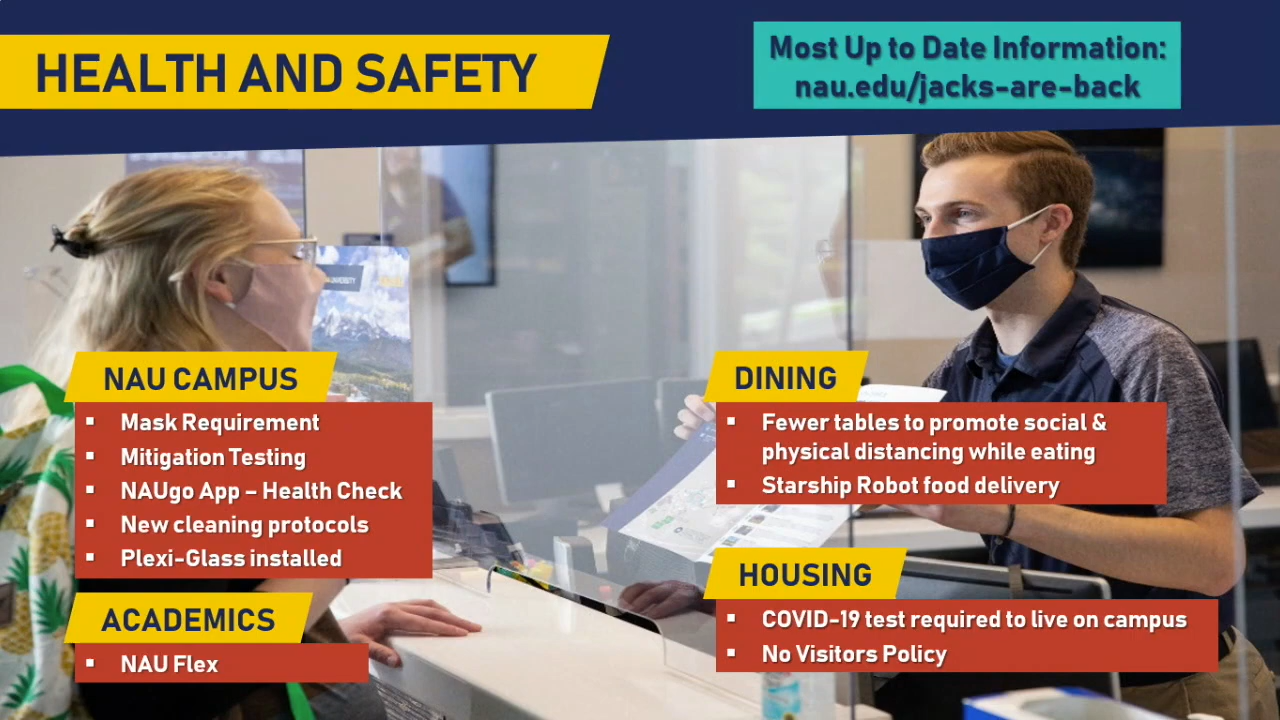 HEALTH AND SAFETY
Most Up to Date Information:
nau.edu/jacks-are-back
NAU CAMPUS
▪ Mask Requirement
▪ Mitigation Testing
▪ NAUgo App – Health Check
▪ New cleaning protocols
▪ Plexi-Glass installed
ACADEMICS
▪ NAU Flex
DINING
▪ Fewer tables to promote social &
physical distancing while eating
▪ Starship Robot food delivery
HOUSING
▪ COVID-19 test required to live on campus
▪ No Visitors Policy